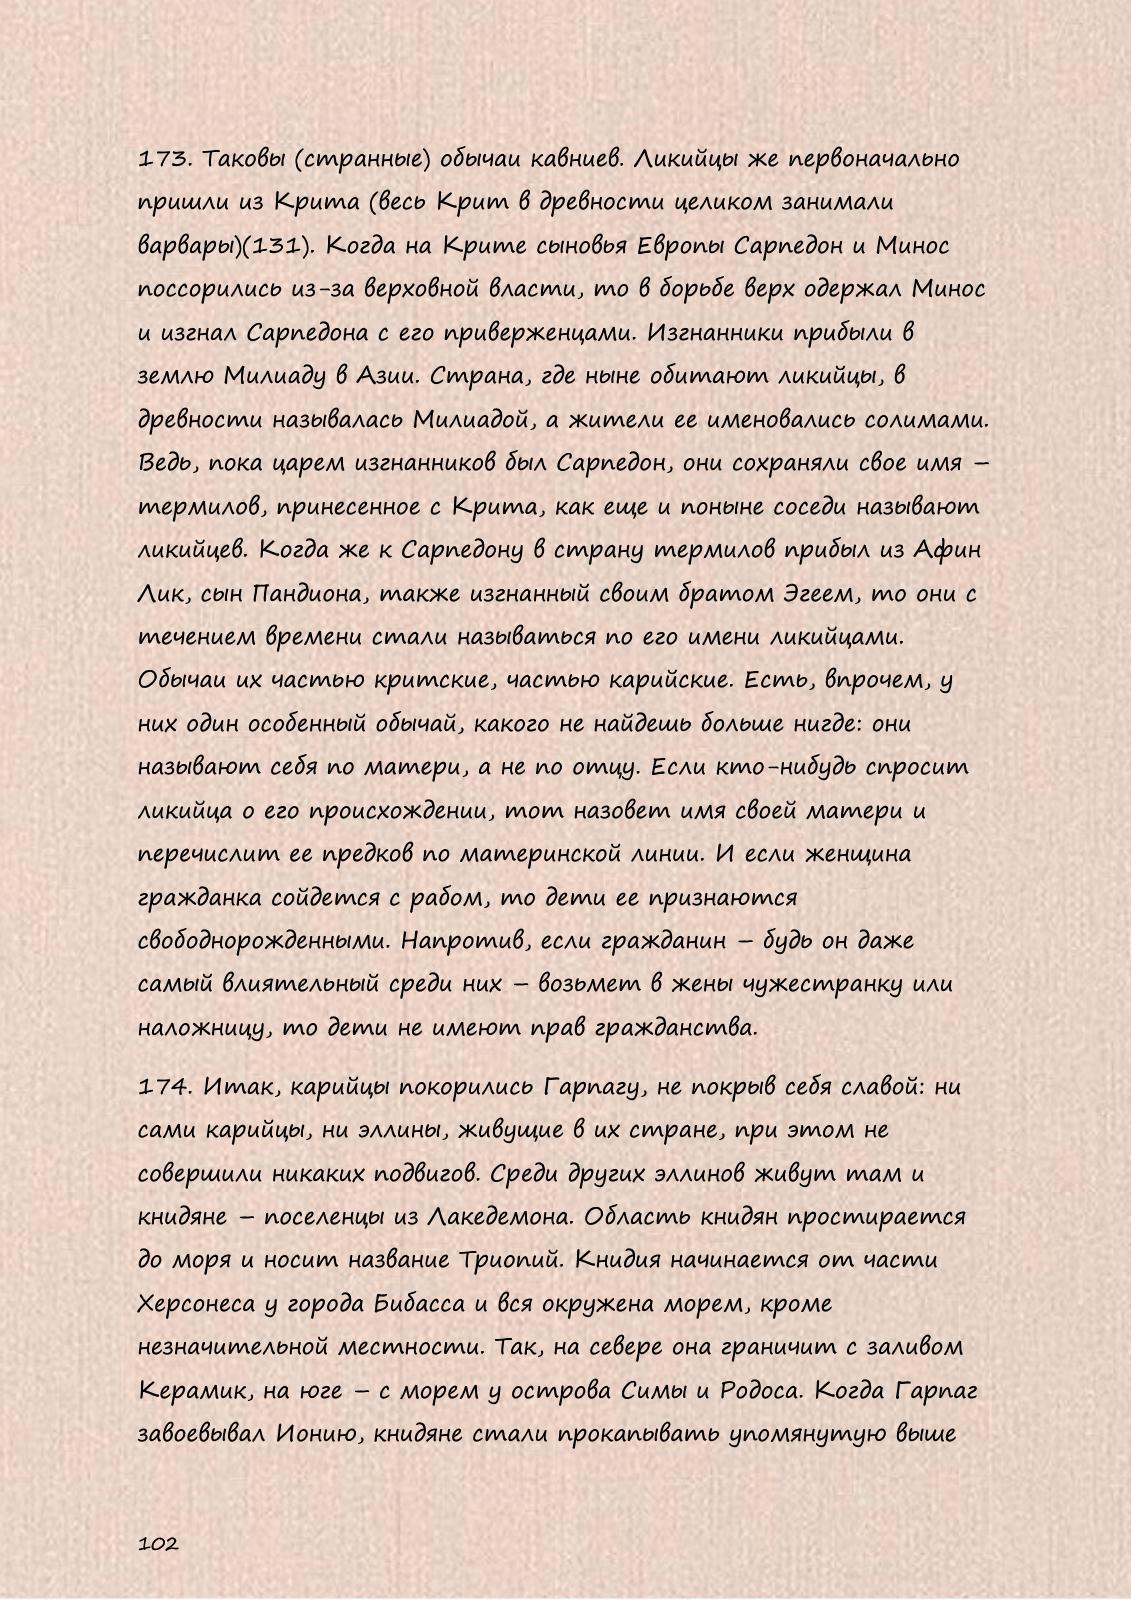 173. Таковы (странные) обычаи кавниев. Ликийцы же первоначально
пришли из Крита (весь Крит в древности целиком занимали
варвары)(131). Когда на Крите сыновья Европы Сарпедон и Минос
поссорились из-за верховной власти, то в борьбе верх одержал Минос
и изгнал Сарпедона с его приверженцами. Изгнанники прибыли в
землю Милиаду в Азии. Страна, где ныне обитают ликийцы, в
древности называлась Милиадой, а жители ее именовались солимами.
Ведь, пока царем изгнанников был Сарпедон, они сохраняли свое имя –
термилов, принесенное с Крита, как еще и поныне соседи называют
ликийцев. Когда же к Сарпедону в страну термилов прибыл из Афин
Лик, сын Пандиона, также изгнанный своим братом Эгеем, то они с
течением времени стали называться по его имени ликийцами.
Обычаи их частью критские, частью карийские. Есть, впрочем, у
них один особенный обычай, какого не найдешь больше нигде: они
называют себя по матери, а не по отцу. Если кто-нибудь спросит
ликийца о его происхождении, тот назовет имя своей матери и
перечислит ее предков по материнской линии. И если женщина
гражданка сойдется с рабом, то дети ее признаются
свободнорожденными. Напротив, если гражданин – будь он даже
самый влиятельный среди них – возьмет в жены чужестранку или
наложницу, то дети не имеют прав гражданства.
174. Итак, карийцы покорились Гарпагу, не покрыв себя славой: ни
сами карийцы, ни эллины, живущие в их стране, при этом не
совершили никаких подвигов. Среди других эллинов живут там и
книдяне – поселенцы из Лакедемона. Область книдян простирается
до моря и носит название Триопий. Книдия начинается от части
Херсонеса у города Бибасса и вся окружена морем, кроме
незначительной местности. Так, на севере она граничит с заливом
Керамик, на юге – с морем у острова Симы и Родоса. Когда Гарпаг
завоевывал Ионию, книдяне стали прокапывать упомянутую выше
102